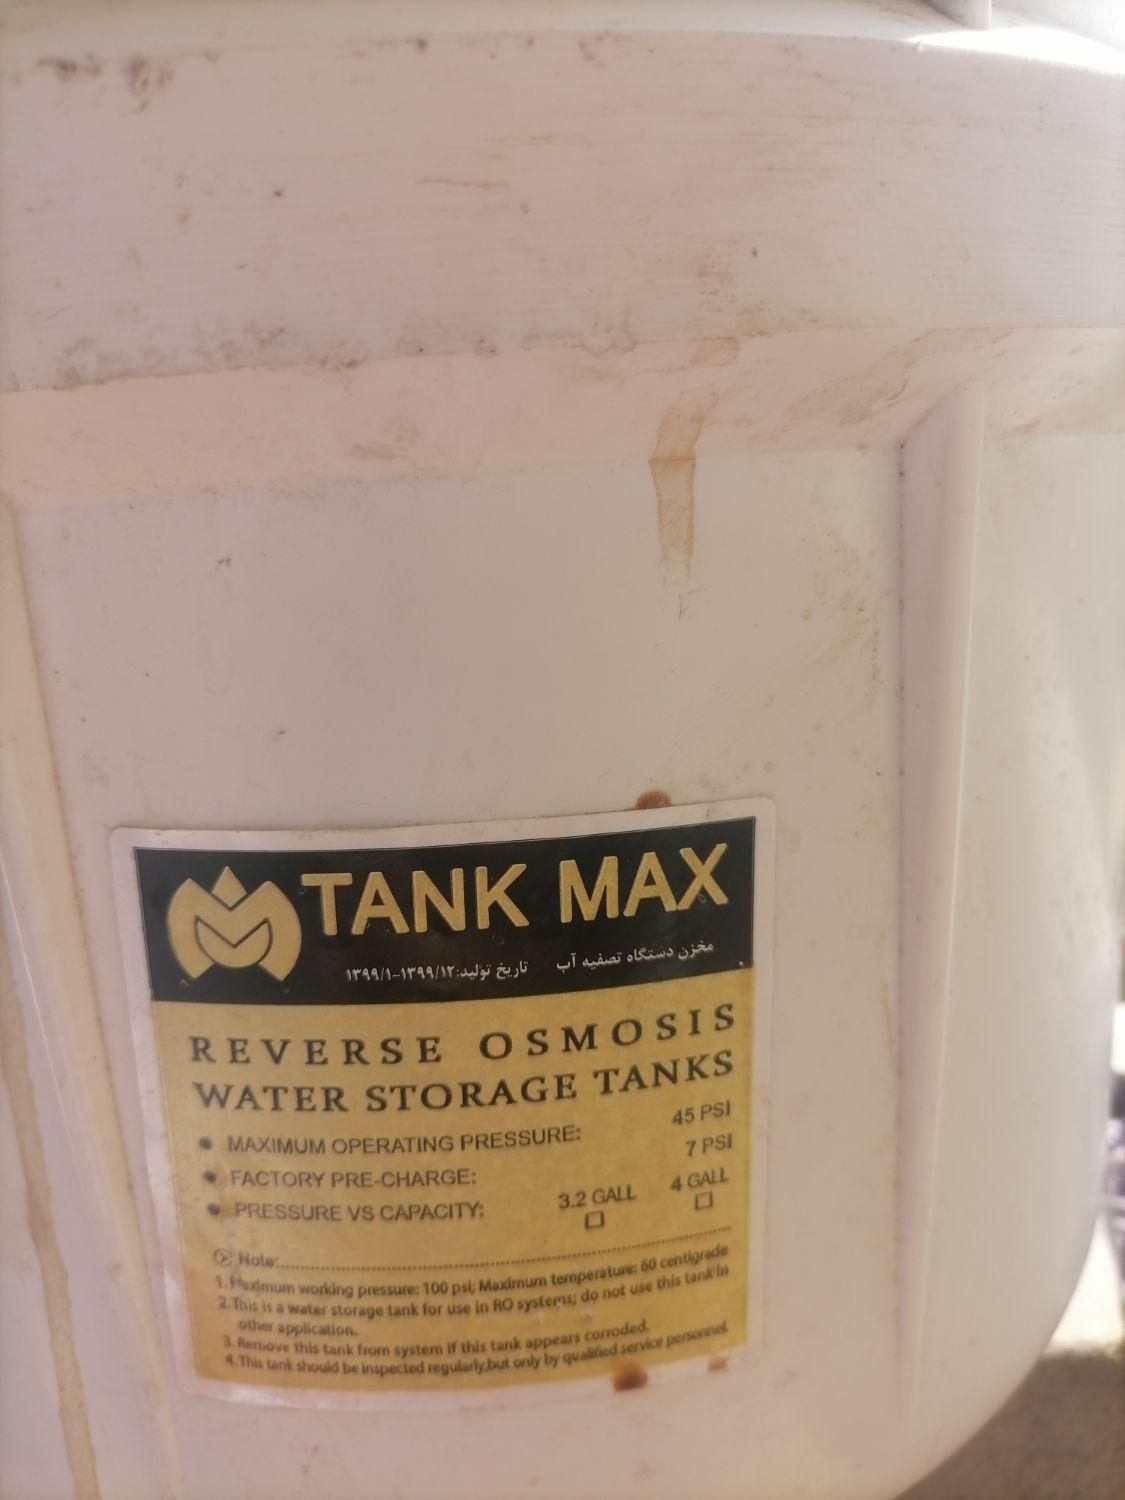 TANK MAX
مخزن دستگاه تصفیه آب    تاریخ تولید:۱۳۹۹/۱-۱۳۹۹/۱۲
REVERSE OSMOSIS
WATER STORAGE TANKS
• MAXIMUM OPERATING PRESSURE: 45 PSI
• FACTORY PRE-CHARGE: 7 PSI
• PRESSURE VS CAPACITY: 3.2 GALL 4 GALL
Note:
1. Maximum working pressure: 100 psi; Maximum temperature: 60 centigrade
2. This is a water storage tank for use in RO systems; do not use this tank in
other application.
3. Remove this tank from system if this tank appears corroded.
4. This tank should be inspected regularly,but only by qualified service personnel.